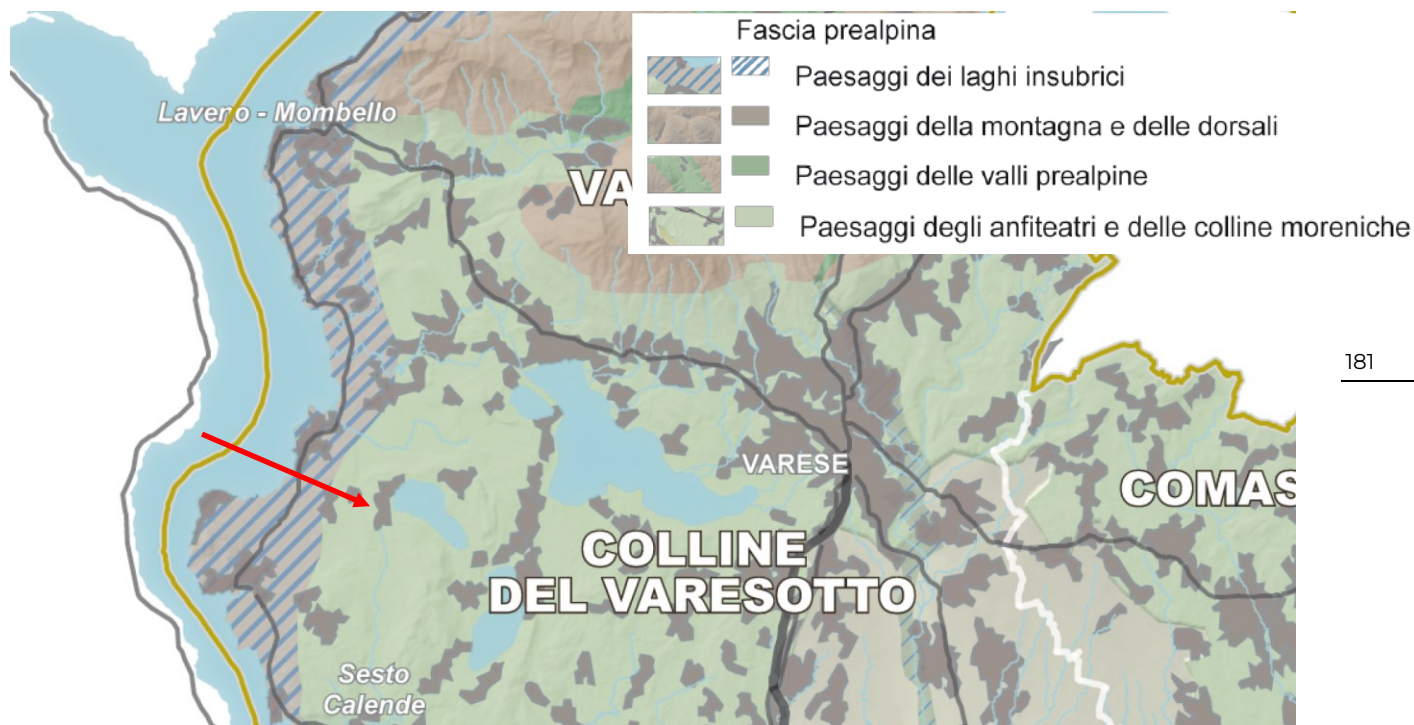 Fascia prealpina
Paesaggi dei laghi insubrici
Paesaggi della montagna e delle dorsali
Paesaggi delle valli prealpine
Paesaggi degli anfiteatri e delle colline moreniche
Laveno - Mombello
VA
181
VARESE
COMAS
COLLINE
DEL VARESOTTO
Sesto
Calende